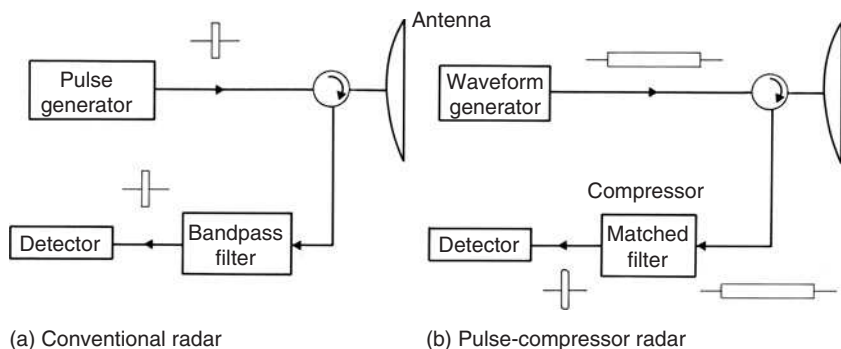 Antenna
Pulse
generator
Bandpass
filter
Detector
(a) Conventional radar
Waveform
generator
Compressor
Matched
filter
Detector
(b) Pulse-compressor radar